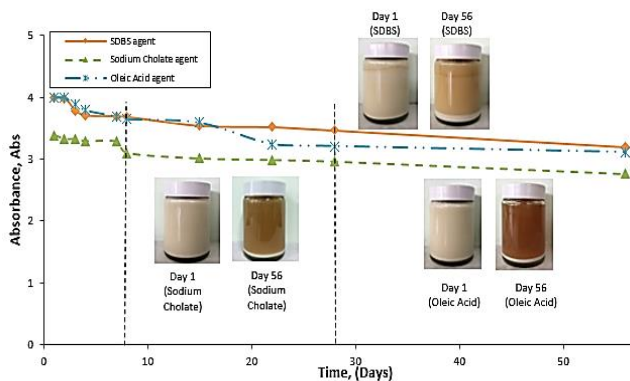 Day 1
(SDBS)
Day 56
(SDBS)
5
SDBS agent
Sodium Cholate agent
Oleic Acid agent
4
3
2
1
0
Absorbance, Abs
Day 1
(Sodium
Cholate)
Day 56
(Sodium
Cholate)
Day 1
(Oleic Acid)
Day 56
(Oleic Acid)
0
10
20
30
40
50
Time, (Days)